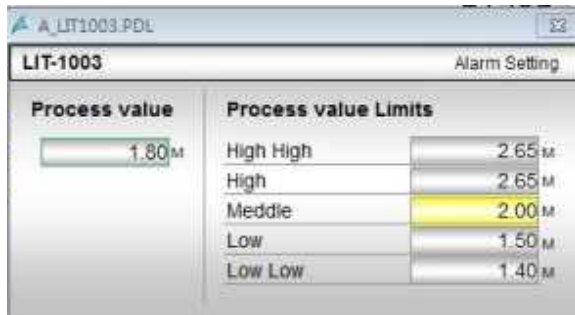 A_LIT1003.PDL
LIT-1003 Alarm Setting
Process value Process value Limits
1.80 M High High 2.65 M
High 2.65 M
Meddle 2.00 M
Low 1.50 M
Low Low 1.40 M